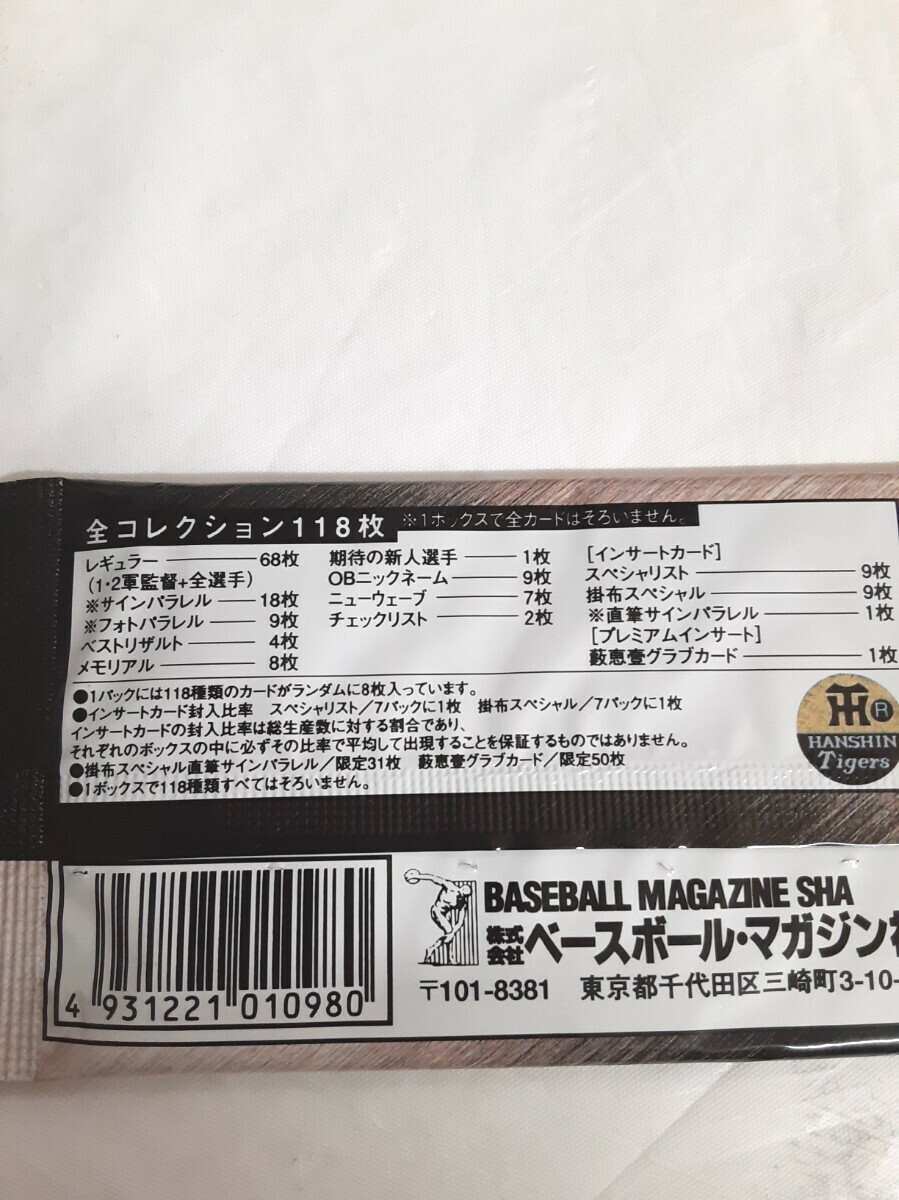 全コレクション118枚 ※1ボックスで全カードはそろいません。
レギュラー 68枚
(1・2軍監督+全選手)
※サインパラレル 18枚
※フォトパラレル 9枚
ベストリザルト 4枚
メモリアル 8枚
期待の新人選手 1枚
OBニックネーム 9枚
ニューウェーブ 7枚
チェックリスト 2枚
[インサートカード]
スペシャリスト 9枚
掛布スペシャル 9枚
※直筆サインパラレル 1枚
[プレミアムインサート]
藪恵壹グラブカード 1枚
●1パックには118種類のカードがランダムに8枚入っています。
●インサートカード封入比率 スペシャリスト/7パックに1枚 掛布スペシャル/7パックに1枚
インサートカードの封入比率は総生産数に対する割合であり、
それぞれのボックスの中に必ずその比率で平均して出現することを保証するものではありません。
●掛布スペシャル直筆サインパラレル/限定31枚 藪恵壹グラブカード/限定50枚
●1ボックスで118種類すべてはそろいません。
HT R
HANSHIN
Tigers
4 931221 010980
BASEBALL MAGAZINE SHA
株式会社 ベースボール・マガジン社
〒101-8381 東京都千代田区三崎町3-10-